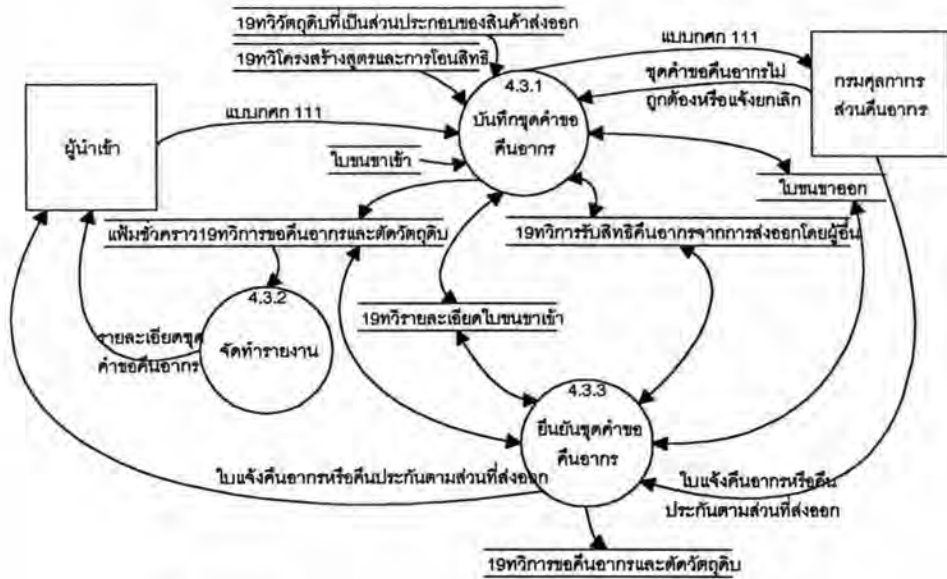 19ทวิวัตถุดิบที่เป็นส่วนประกอบของสินค้าส่งออก
19ทวิโครงสร้างสูตรและการโอนสิทธิ
แบบกศก 111
ชุดคำขอคืนอากรไม่
ถูกต้องหรือแจ้งยกเลิก
กรมศุลกากร
ส่วนคืนอากร
4.3.1
บันทึกชุดคำขอ
คืนอากร
ผู้นำเข้า
แบบกศก 111
ใบขนขาเข้า
ใบขนขาออก
แฟ้มชั่วคราว19ทวิการขอคืนอากรและตัดวัตถุดิบ
19ทวิการรับสิทธิคืนอากรจากการส่งออกโดยผู้อื่น
4.3.2
จัดทำรายงาน
19ทวิรายละเอียดใบขนขาเข้า
รายละเอียดชุด
คำขอคืนอากร
4.3.3
ยืนยันชุดคำขอ
คืนอากร
ใบแจ้งคืนอากรหรือคืนประกันตามส่วนที่ส่งออก
ใบแจ้งคืนอากรหรือคืน
ประกันตามส่วนที่ส่งออก
19ทวิการขอคืนอากรและตัดวัตถุดิบ